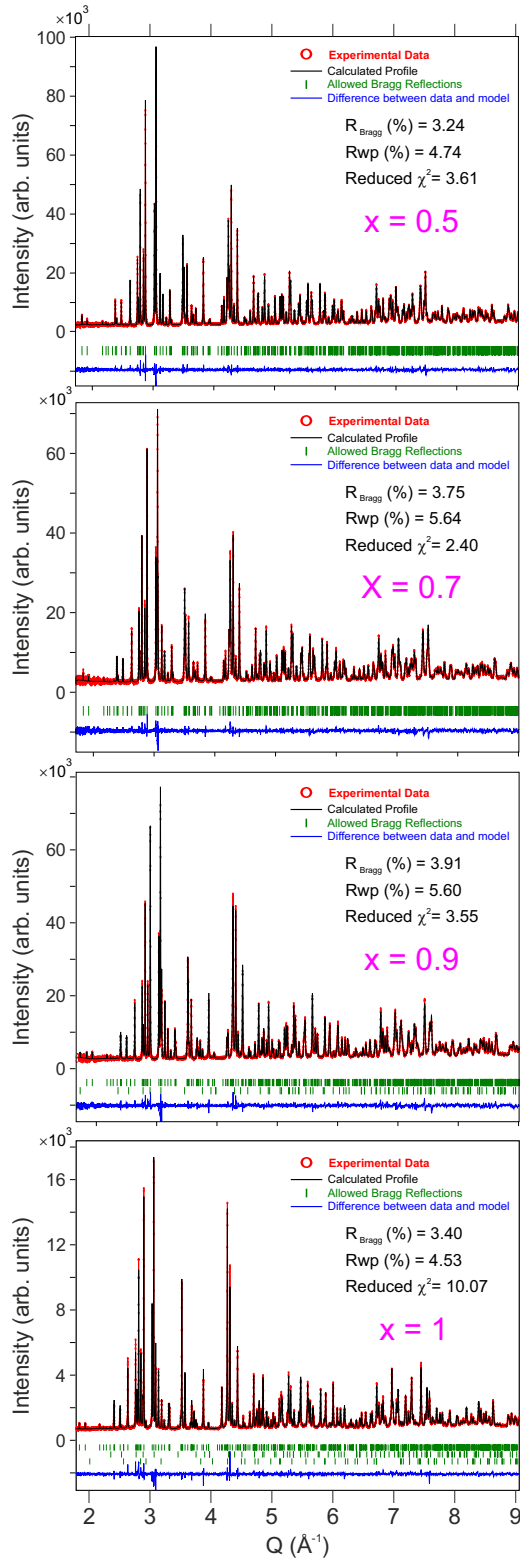 ×10³
100
80
60
40
20
0
Intensity (arb. units)
Experimental Data
Calculated Profile
Allowed Bragg Reflections
Difference between data and model
R Bragg (%) = 3.24
Rwp (%) = 4.74
Reduced χ²= 3.61
x = 0.5
×10³
60
40
20
0
Intensity (arb. units)
Experimental Data
Calculated Profile
Allowed Bragg Reflections
Difference between data and model
R Bragg (%) = 3.75
Rwp (%) = 5.64
Reduced χ²= 2.40
X = 0.7
×10³
60
40
20
0
Intensity (arb. units)
Experimental Data
Calculated Profile
Allowed Bragg Reflections
Difference between data and model
R Bragg (%) = 3.91
Rwp (%) = 5.60
Reduced χ²= 3.55
x = 0.9
×10³
16
12
8
4
0
Intensity (arb. units)
Experimental Data
Calculated Profile
Allowed Bragg Reflections
Difference between data and model
R Bragg (%) = 3.40
Rwp (%) = 4.53
Reduced χ²= 10.07
x = 1
2 3 4 5 6 7 8 9
Q (Å⁻¹)